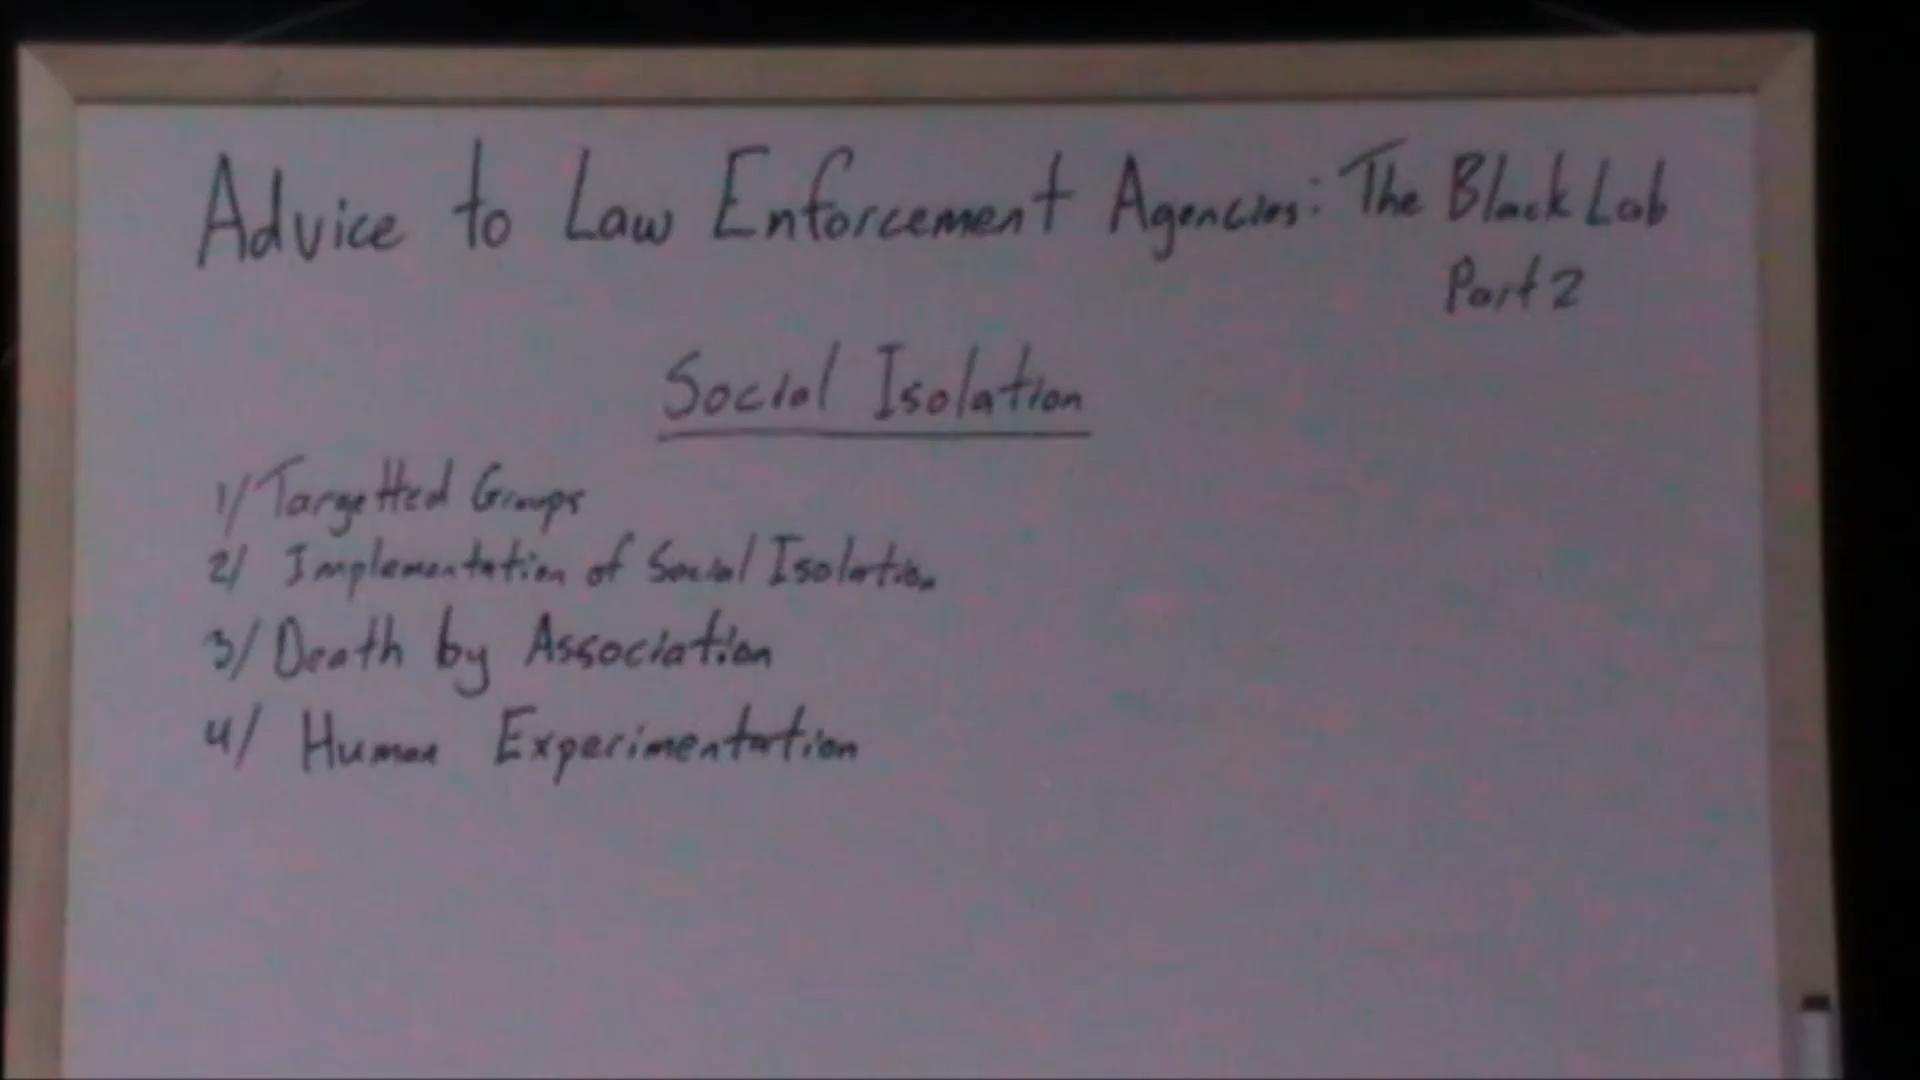 Advice to Law Enforcement Agencies: The Black Lab
Part 2
Social Isolation
1/ Targetted Groups
2/ Implementation of Social Isolation
3/ Death by Association
4/ Human Experimentation